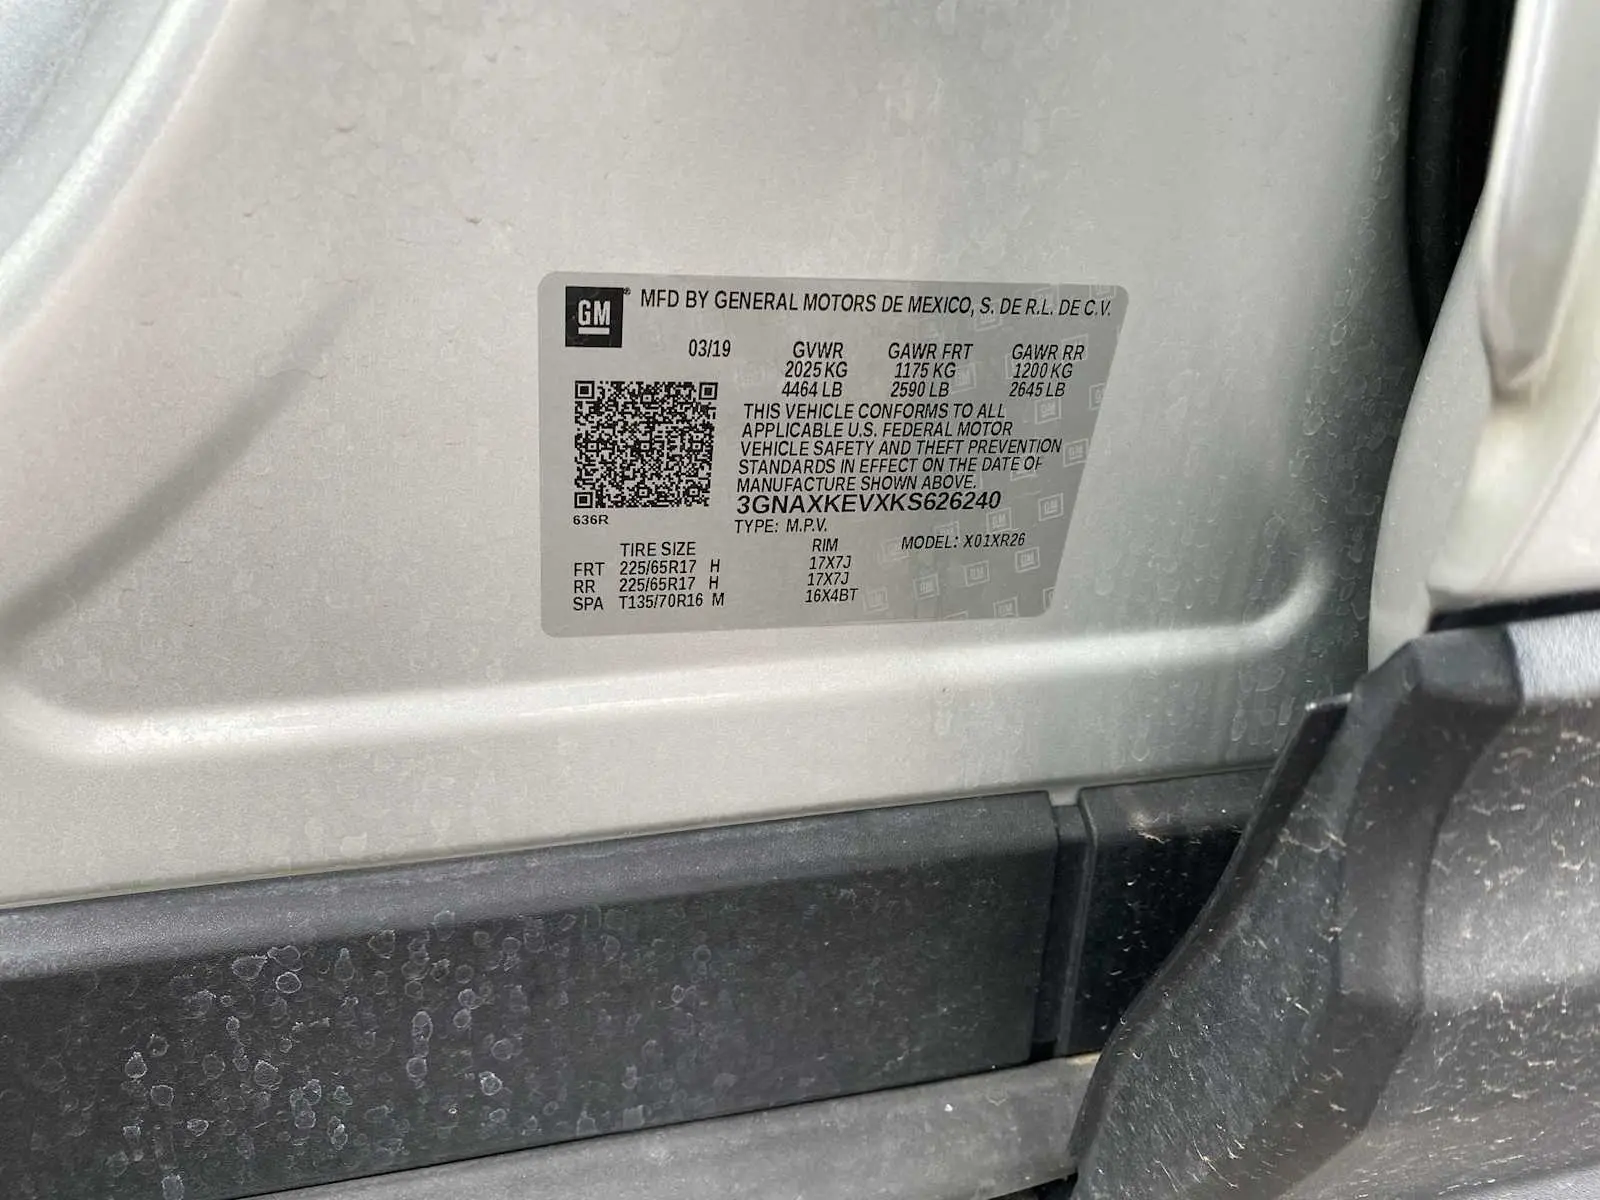 GM® MFD BY GENERAL MOTORS DE MEXICO, S. DE R.L. DE C.V.
03/19 GVWR GAWR FRT GAWR RR
2025 KG 1175 KG 1200 KG
4464 LB 2590 LB 2645 LB
THIS VEHICLE CONFORMS TO ALL
APPLICABLE U.S. FEDERAL MOTOR
VEHICLE SAFETY AND THEFT PREVENTION
STANDARDS IN EFFECT ON THE DATE OF
MANUFACTURE SHOWN ABOVE.
3GNAXKEVXKS626240
636R
TYPE: M.P.V.
TIRE SIZE RIM MODEL: X01XR26
FRT 225/65R17 H 17X7J
RR 225/65R17 H 17X7J
SPA T135/70R16 M 16X4BT